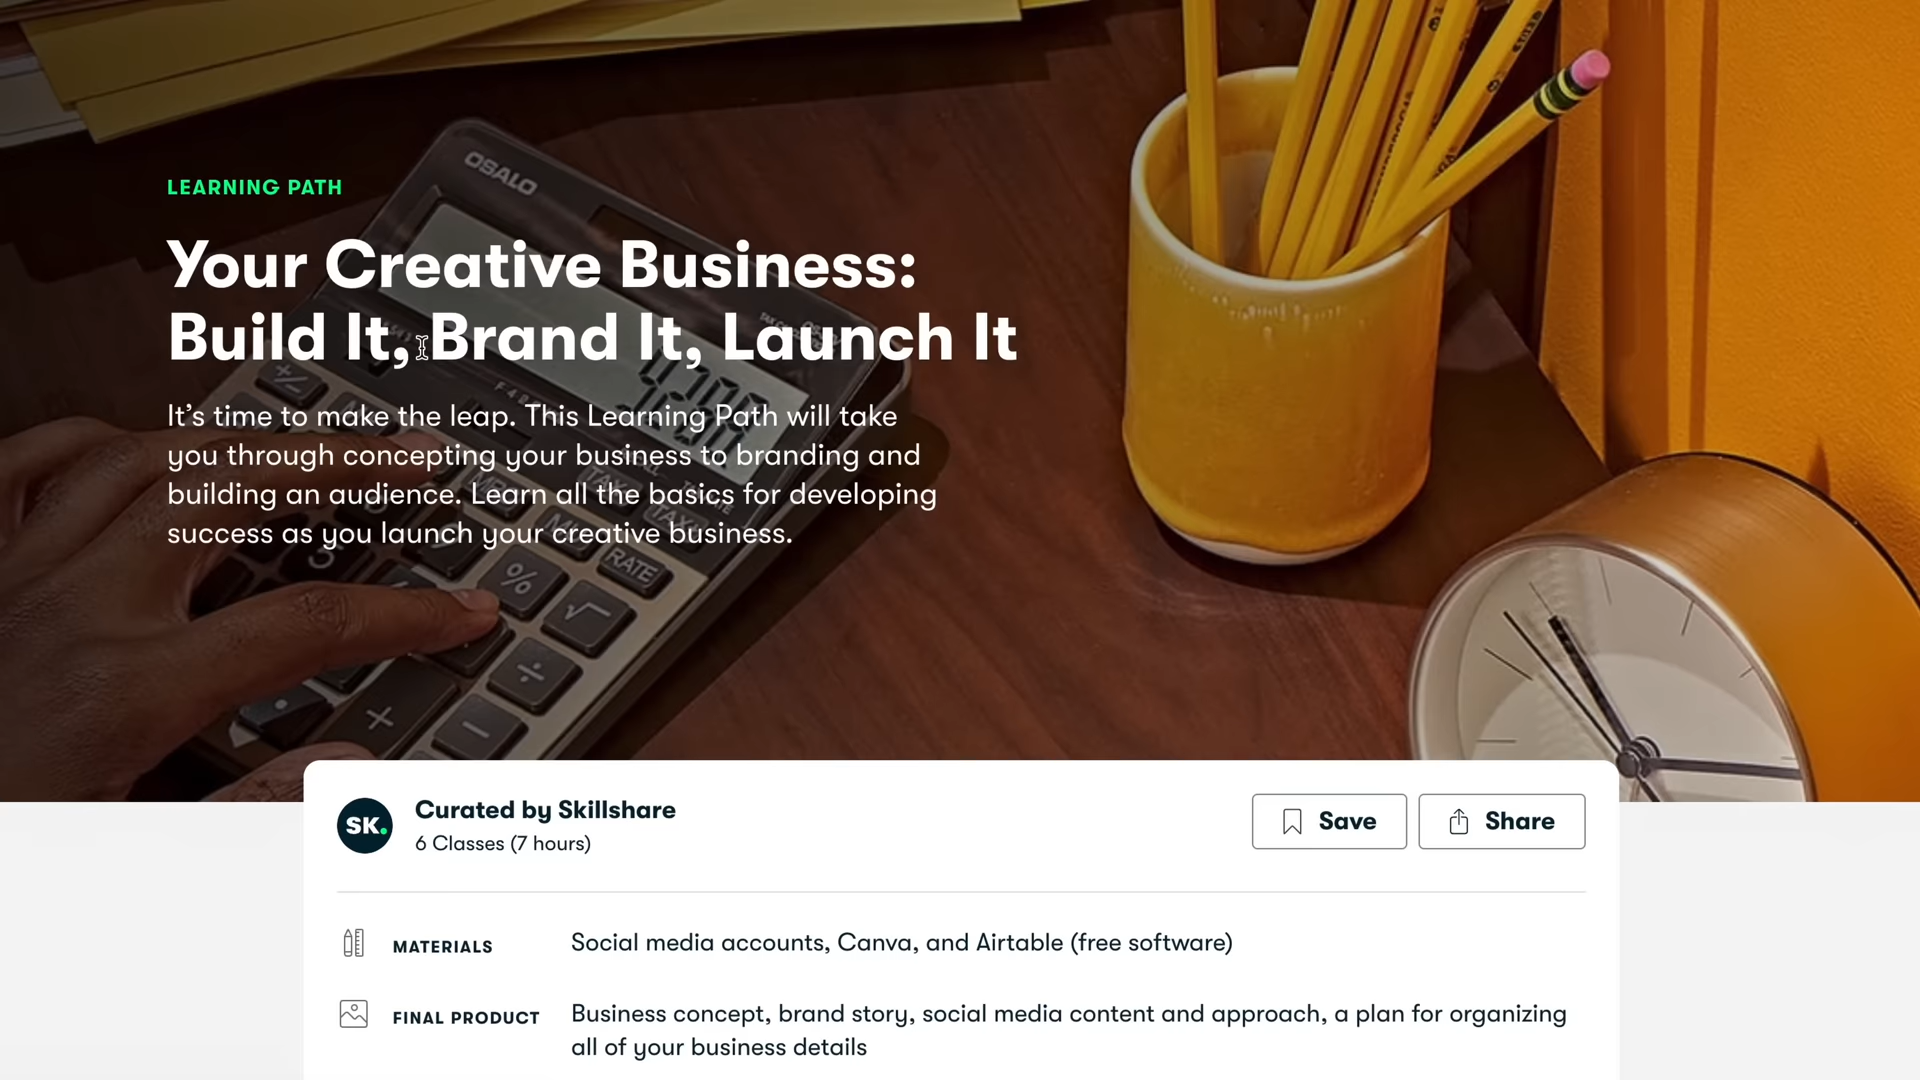 OSALO
LEARNING PATH
Your Creative Business:
Build It, Brand It, Launch It
It’s time to make the leap. This Learning Path will take
you through concepting your business to branding and
building an audience. Learn all the basics for developing
success as you launch your creative business.
RATE
%
√
÷
+
−
SK.
Curated by Skillshare
6 Classes (7 hours)
Save
Share
MATERIALS
Social media accounts, Canva, and Airtable (free software)
FINAL PRODUCT
Business concept, brand story, social media content and approach, a plan for organizing
all of your business details